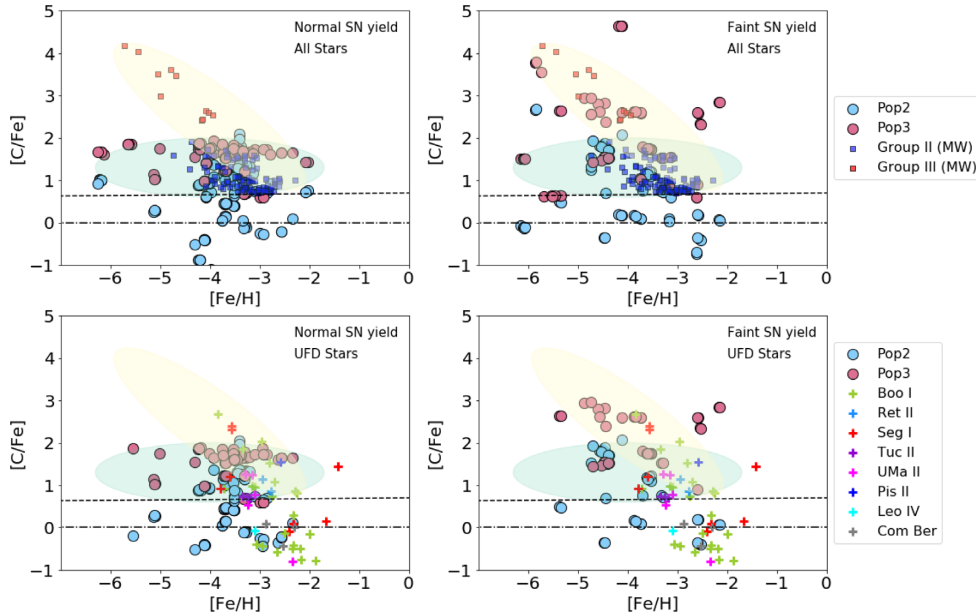 Normal SN yield
All Stars
5
4
3
2
1
0
−1
[C/Fe]
−6 −5 −4 −3 −2 −1 0
[Fe/H]
Faint SN yield
All Stars
5
4
3
2
1
0
−1
[C/Fe]
−6 −5 −4 −3 −2 −1 0
[Fe/H]
Pop2
Pop3
Group II (MW)
Group III (MW)
Normal SN yield
UFD Stars
5
4
3
2
1
0
−1
[C/Fe]
−6 −5 −4 −3 −2 −1 0
[Fe/H]
Faint SN yield
UFD Stars
5
4
3
2
1
0
−1
[C/Fe]
−6 −5 −4 −3 −2 −1 0
[Fe/H]
Pop2
Pop3
Boo I
Ret II
Seg I
Tuc II
UMa II
Pis II
Leo IV
Com Ber